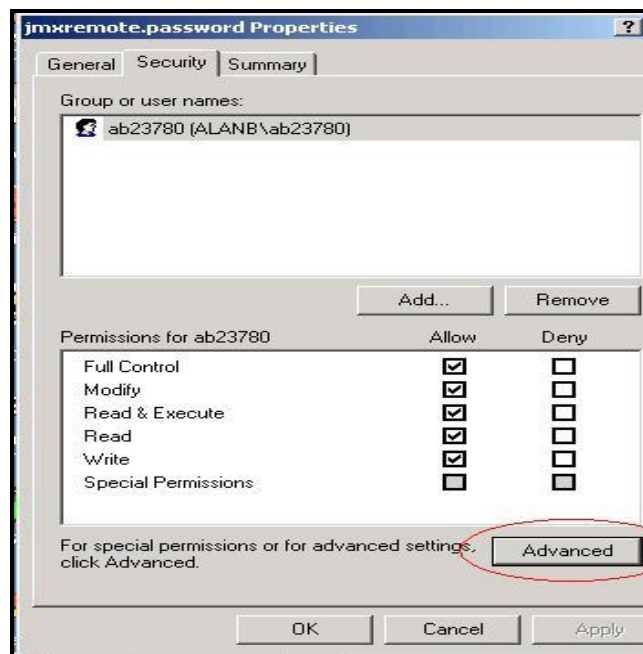 jmxremote.password Properties
?
General Security Summary
Group or user names:
ab23780 (ALANB\ab23780)
Add... Remove
Permissions for ab23780 Allow Deny
Full Control
Modify
Read & Execute
Read
Write
Special Permissions
For special permissions or for advanced settings,
click Advanced.
Advanced
OK Cancel Apply